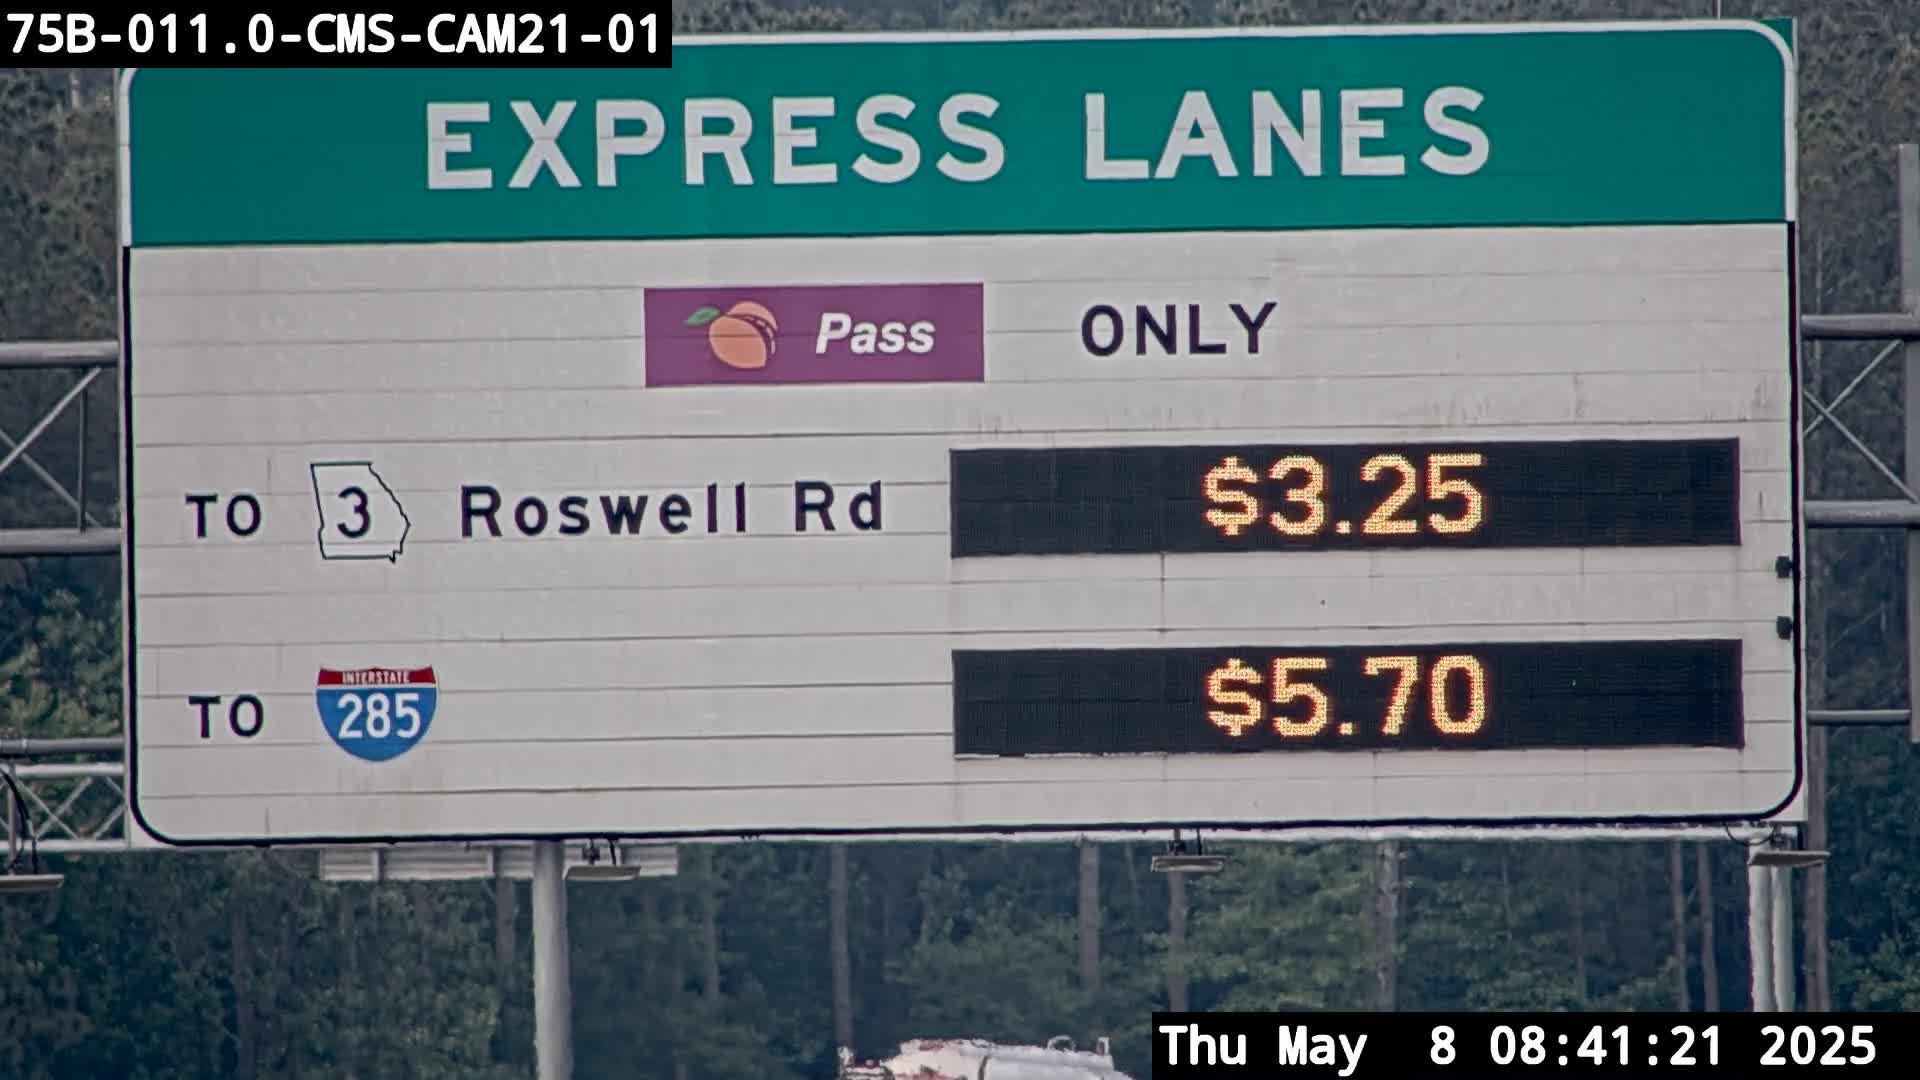 75B-011.0-CMS-CAM21-01
EXPRESS LANES
Pass ONLY
TO 3 Roswell Rd $3.25
INTERSTATE
TO 285 $5.70
Thu May 8 08:41:21 2025